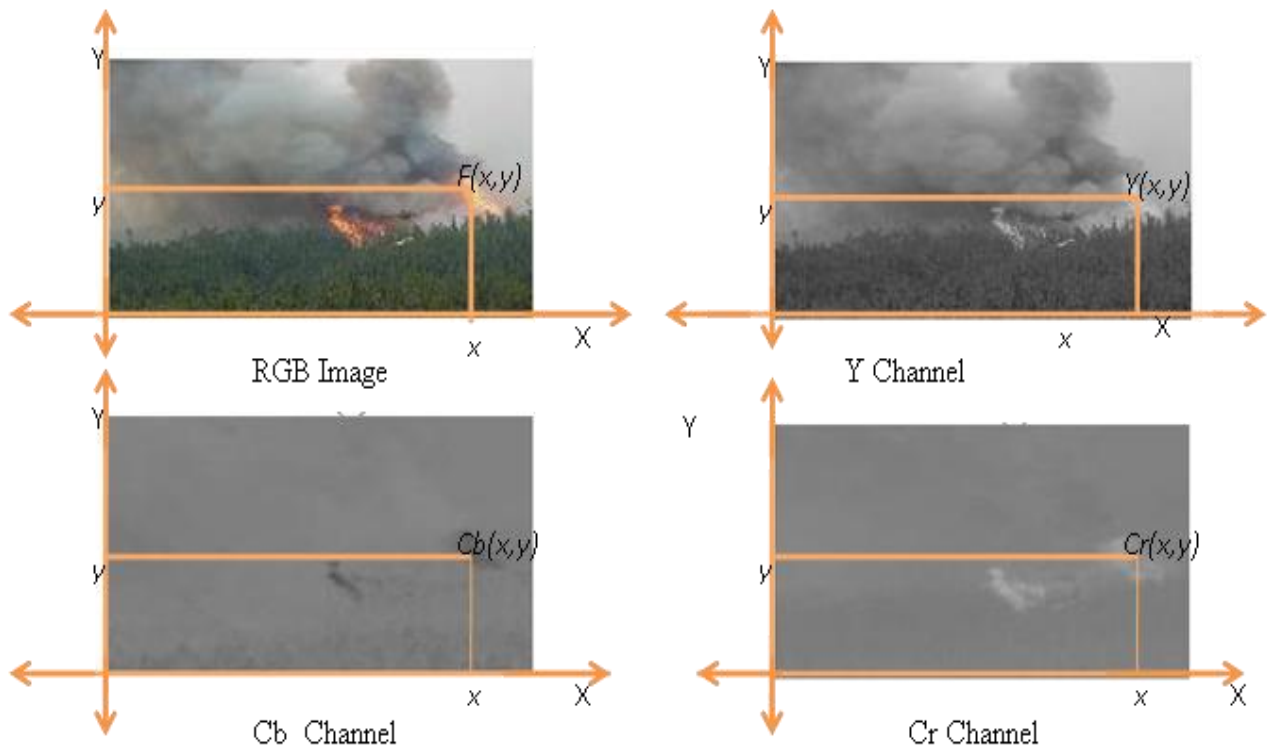 Y
F(x,y)
y
x
X
RGB Image
Y
Y(x,y)
y
x
X
Y Channel
Y
Cb(x,y)
y
x
X
Cb Channel
Y
Cr(x,y)
y
x
X
Cr Channel